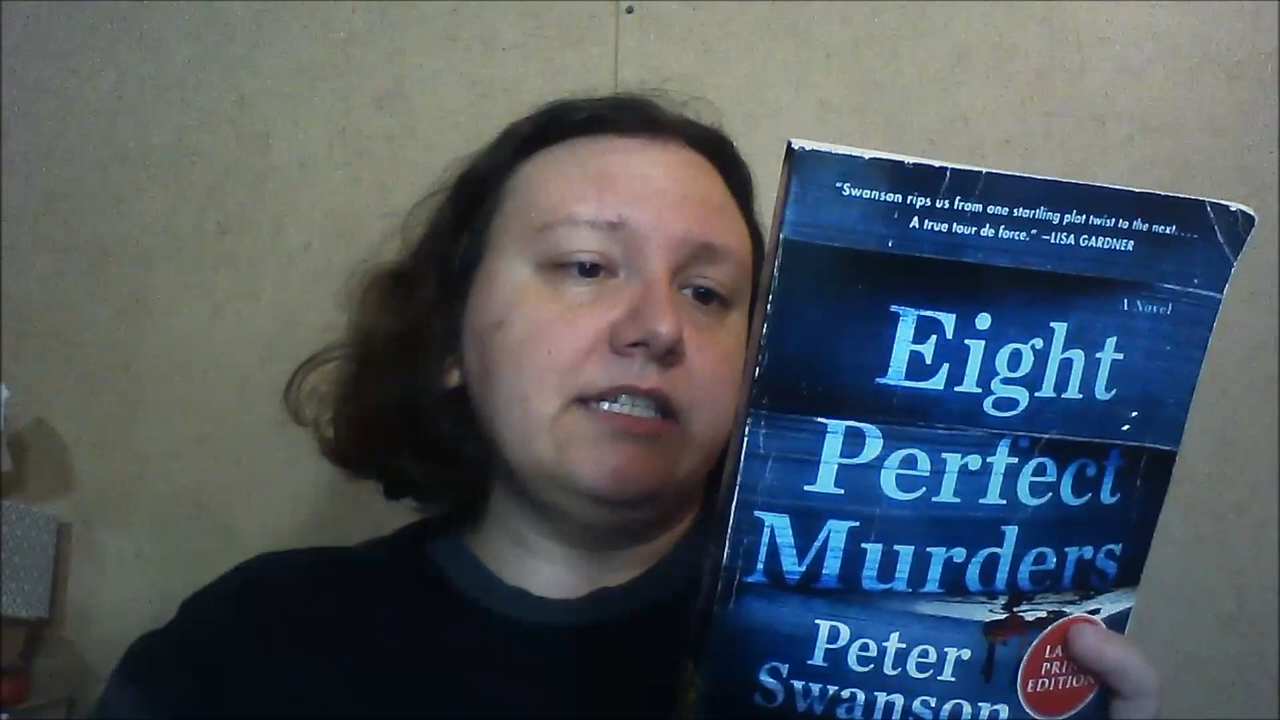 "Swanson rips us from one startling plot twist to the next....
A true tour de force." —LISA GARDNER
A Novel
Eight
Perfect
Murders
Peter
Swanson
EDITION